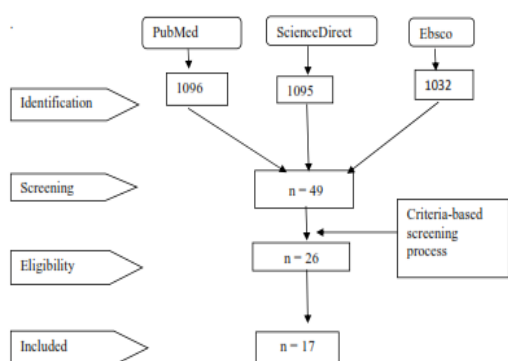 PubMed
ScienceDirect
Ebsco
Identification
1096
1095
1032
Screening
n = 49
Criteria-based
screening
process
Eligibility
n = 26
Included
n = 17